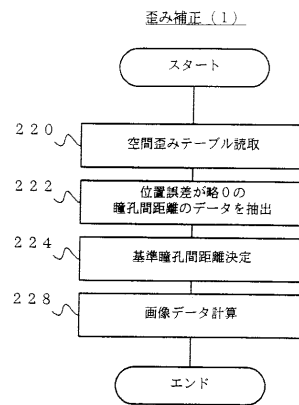 歪み補正（１）
スタート
２２０
空間歪みテーブル読取
２２２
位置誤差が略０の
瞳孔間距離のデータを抽出
２２４
基準瞳孔間距離決定
２２８
画像データ計算
エンド